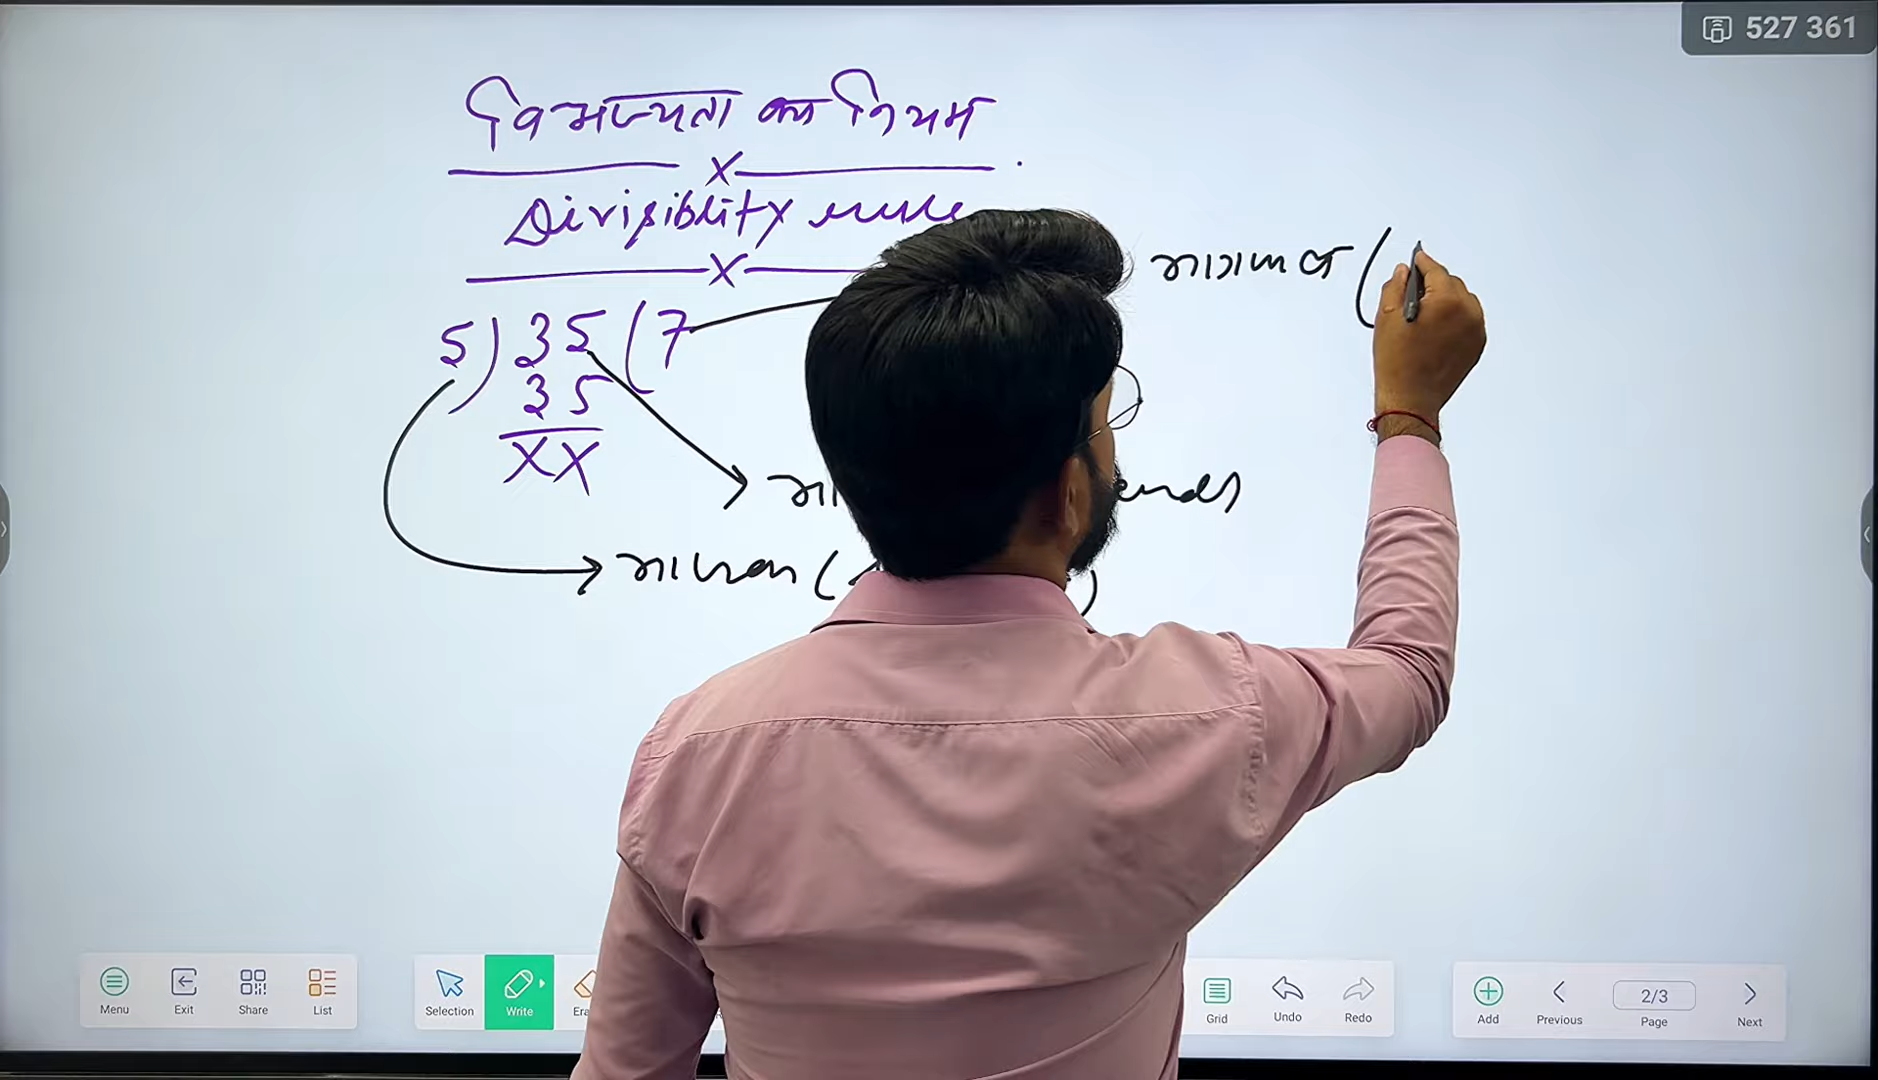 527 361
विभाज्यता का नियम
Divisiblity rule
5) 35 (7
भागफल (
35
XX
भाजक (
Menu
Exit
Share
List
Selection
Write
Grid
Undo
Redo
Add
Previous
2/3
Page
Next